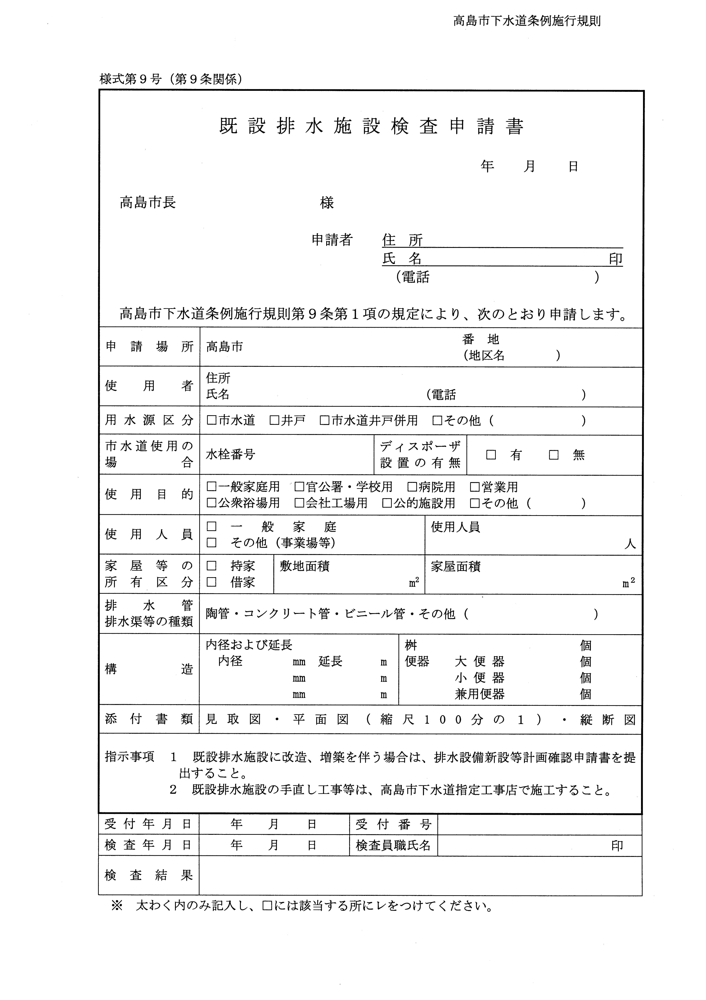 高島市下水道条例施行規則
様式第9号（第9条関係）
既設排水施設検査申請書
年　月　日
高島市長　　　様
申請者　住所
氏名　　　印
（電話　　　）
高島市下水道条例施行規則第9条第1項の規定により、次のとおり申請します。
申請場所　高島市　　番地
（地区名　　　）
使用者　住所
氏名　　　（電話　　　）
用水源区分　□市水道　□井戸　□市水道井戸併用　□その他（　　　）
市水道使用の場合　水栓番号　ディスポーザ設置の有無　□　有　□　無
使用目的　□一般家庭用　□官公署・学校用　□病院用　□営業用
□公衆浴場用　□会社工場用　□公的施設用　□その他（　　　）
使用人員　□　一般家庭　使用人員
□　その他（事業場等）　　人
家屋等の　□　持家　敷地面積　家屋面積
所有区分　□　借家　㎡　㎡
排水管
排水渠等の種類　陶管・コンクリート管・ビニール管・その他（　　　）
構造　内径および延長　桝　個
内径　mm　延長　m　便器　大便器　個
mm　m　小便器　個
mm　m　兼用便器　個
添付書類　見取図・平面図（縮尺100分の1）・縦断図
指示事項　1　既設排水施設に改造、増築を伴う場合は、排水設備新設等計画確認申請書を提
出すること。
2　既設排水施設の手直し工事等は、高島市下水道指定工事店で施工すること。
受付年月日　年　月　日　受付番号
検査年月日　年　月　日　検査員職氏名　印
検査結果
※　太わく内のみ記入し、□には該当する所にレをつけてください。